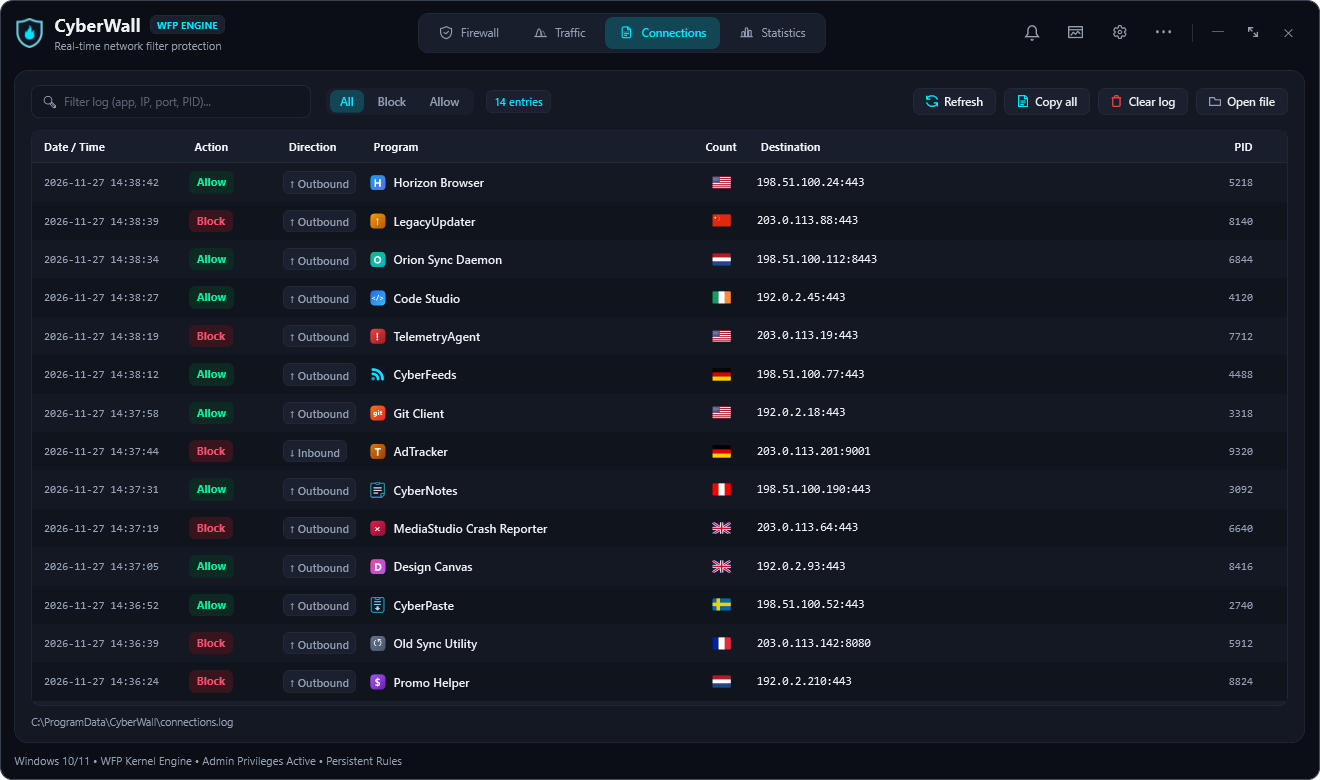 CyberWall WFP ENGINE
Real-time network filter protection
Firewall Traffic Connections Statistics
Filter log (app, IP, port, PID)...
All Block Allow 14 entries
Refresh Copy all Clear log Open file
Date / Time Action Direction Program Count Destination PID
2026-11-27 14:38:42 Allow ↑ Outbound H Horizon Browser 198.51.100.24:443 5218
2026-11-27 14:38:39 Block ↑ Outbound ↑ LegacyUpdater 203.0.113.88:443 8140
2026-11-27 14:38:34 Allow ↑ Outbound O Orion Sync Daemon 198.51.100.112:8443 6844
2026-11-27 14:38:27 Allow ↑ Outbound </> Code Studio 192.0.2.45:443 4120
2026-11-27 14:38:19 Block ↑ Outbound ! TelemetryAgent 203.0.113.19:443 7712
2026-11-27 14:38:12 Allow ↑ Outbound CyberFeeds 198.51.100.77:443 4488
2026-11-27 14:37:58 Allow ↑ Outbound git Git Client 192.0.2.18:443 3318
2026-11-27 14:37:44 Block ↓ Inbound T AdTracker 203.0.113.201:9001 9320
2026-11-27 14:37:31 Allow ↑ Outbound CyberNotes 198.51.100.190:443 3092
2026-11-27 14:37:19 Block ↑ Outbound × MediaStudio Crash Reporter 203.0.113.64:443 6640
2026-11-27 14:37:05 Allow ↑ Outbound D Design Canvas 192.0.2.93:443 8416
2026-11-27 14:36:52 Allow ↑ Outbound CyberPaste 198.51.100.52:443 2740
2026-11-27 14:36:39 Block ↑ Outbound Old Sync Utility 203.0.113.142:8080 5912
2026-11-27 14:36:24 Block ↑ Outbound $ Promo Helper 192.0.2.210:443 8824
C:\ProgramData\CyberWall\connections.log
Windows 10/11 • WFP Kernel Engine • Admin Privileges Active • Persistent Rules